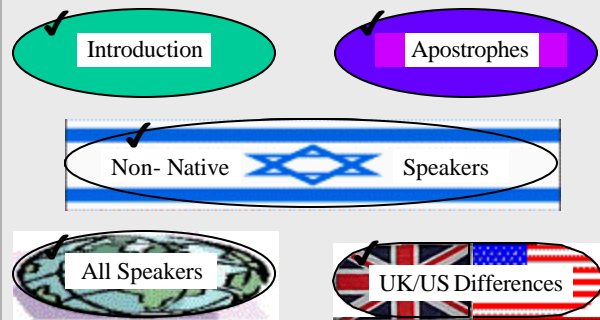 Introduction
Apostrophes
Non- Native Speakers
All Speakers
UK/US Differences